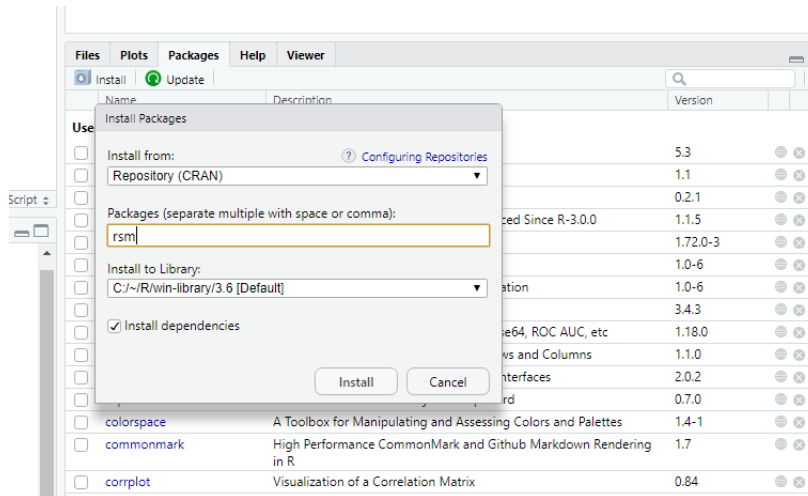 Files Plots Packages Help Viewer
Install Update
Name Description Version
Install Packages
Use
Install from: ? Configuring Repositories
5.3
Repository (CRAN)
1.1
Script
0.2.1
Packages (separate multiple with space or comma):
ced Since R-3.0.0 1.1.5
rsm
1.72.0-3
Install to Library:
1.0-6
C:/~/R/win-library/3.6 [Default]
ation 1.0-6
3.4.3
Install dependencies
se64, ROC AUC, etc 1.18.0
ws and Columns 1.1.0
Install Cancel
nterfaces 2.0.2
rd 0.7.0
colorspace A Toolbox for Manipulating and Assessing Colors and Palettes 1.4-1
commonmark High Performance CommonMark and Github Markdown Rendering 1.7
in R
corrplot Visualization of a Correlation Matrix 0.84